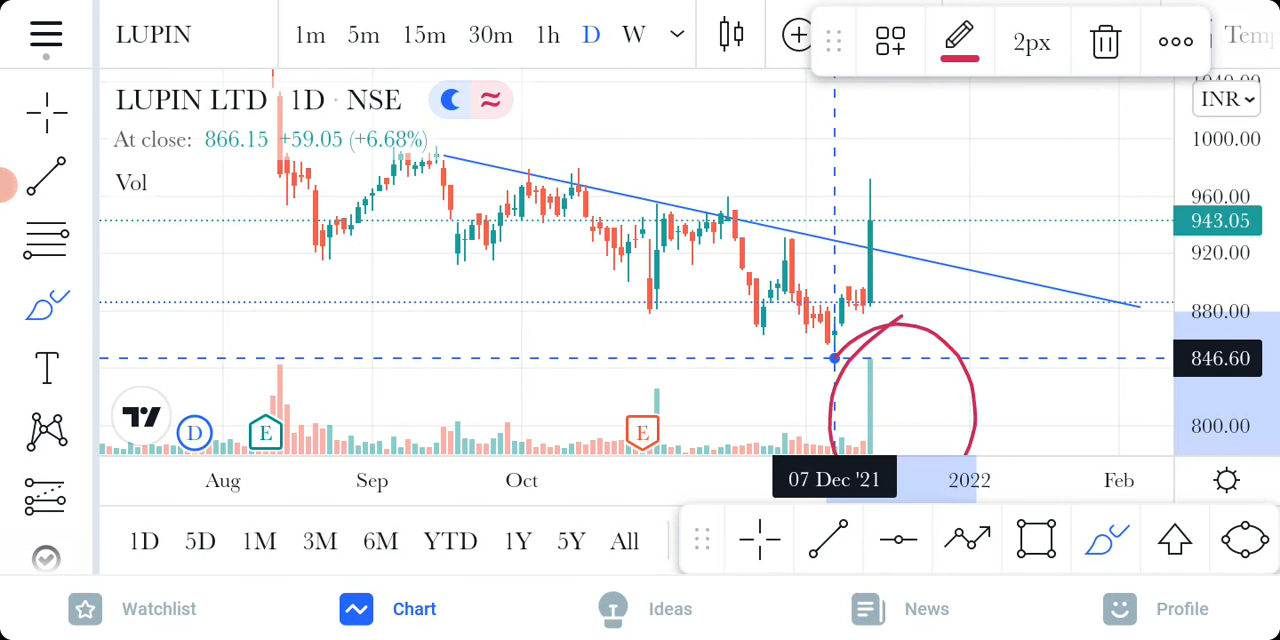 LUPIN 1m 5m 15m 30m 1h D W 2px Temp
LUPIN LTD 1D · NSE INR
At close: 866.15 +59.05 (+6.68%)
Vol
1040.00
1000.00
960.00
943.05
920.00
880.00
846.60
800.00
D E E
Aug Sep Oct 07 Dec '21 2022 Feb
1D 5D 1M 3M 6M YTD 1Y 5Y All
Watchlist Chart Ideas News Profile